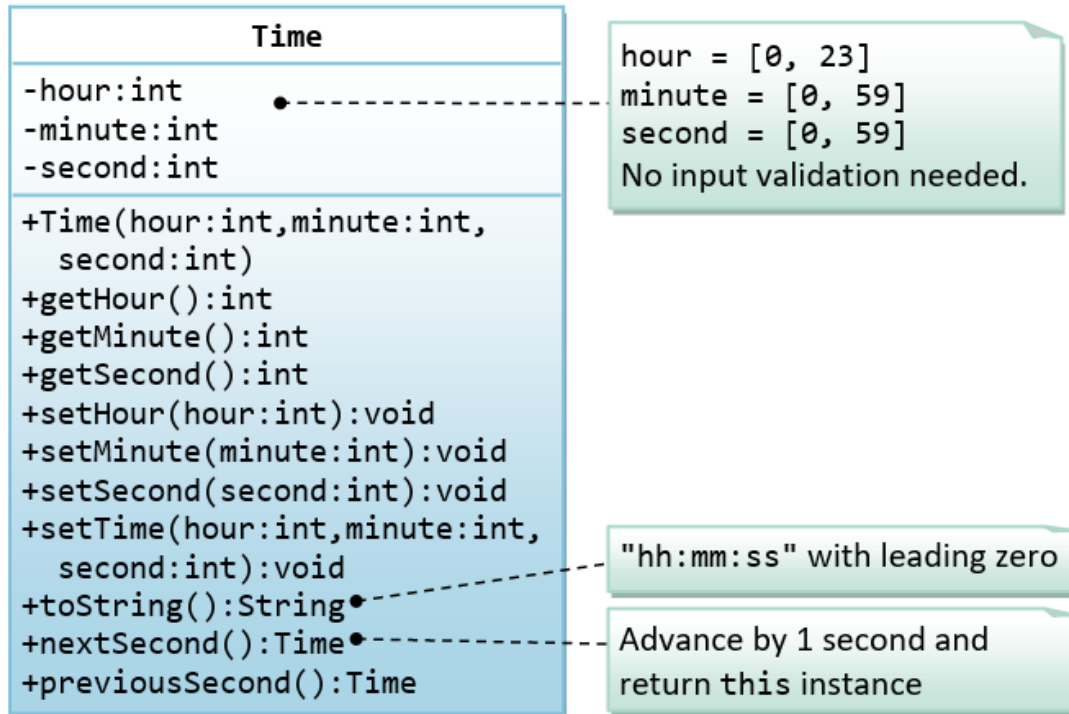 Time
-hour:int
-minute:int
-second:int
+Time(hour:int,minute:int,
second:int)
+getHour():int
+getMinute():int
+getSecond():int
+setHour(hour:int):void
+setMinute(minute:int):void
+setSecond(second:int):void
+setTime(hour:int,minute:int,
second:int):void
+toString():String
+nextSecond():Time
+previousSecond():Time
hour = [0, 23]
minute = [0, 59]
second = [0, 59]
No input validation needed.
"hh:mm:ss" with leading zero
Advance by 1 second and
return this instance